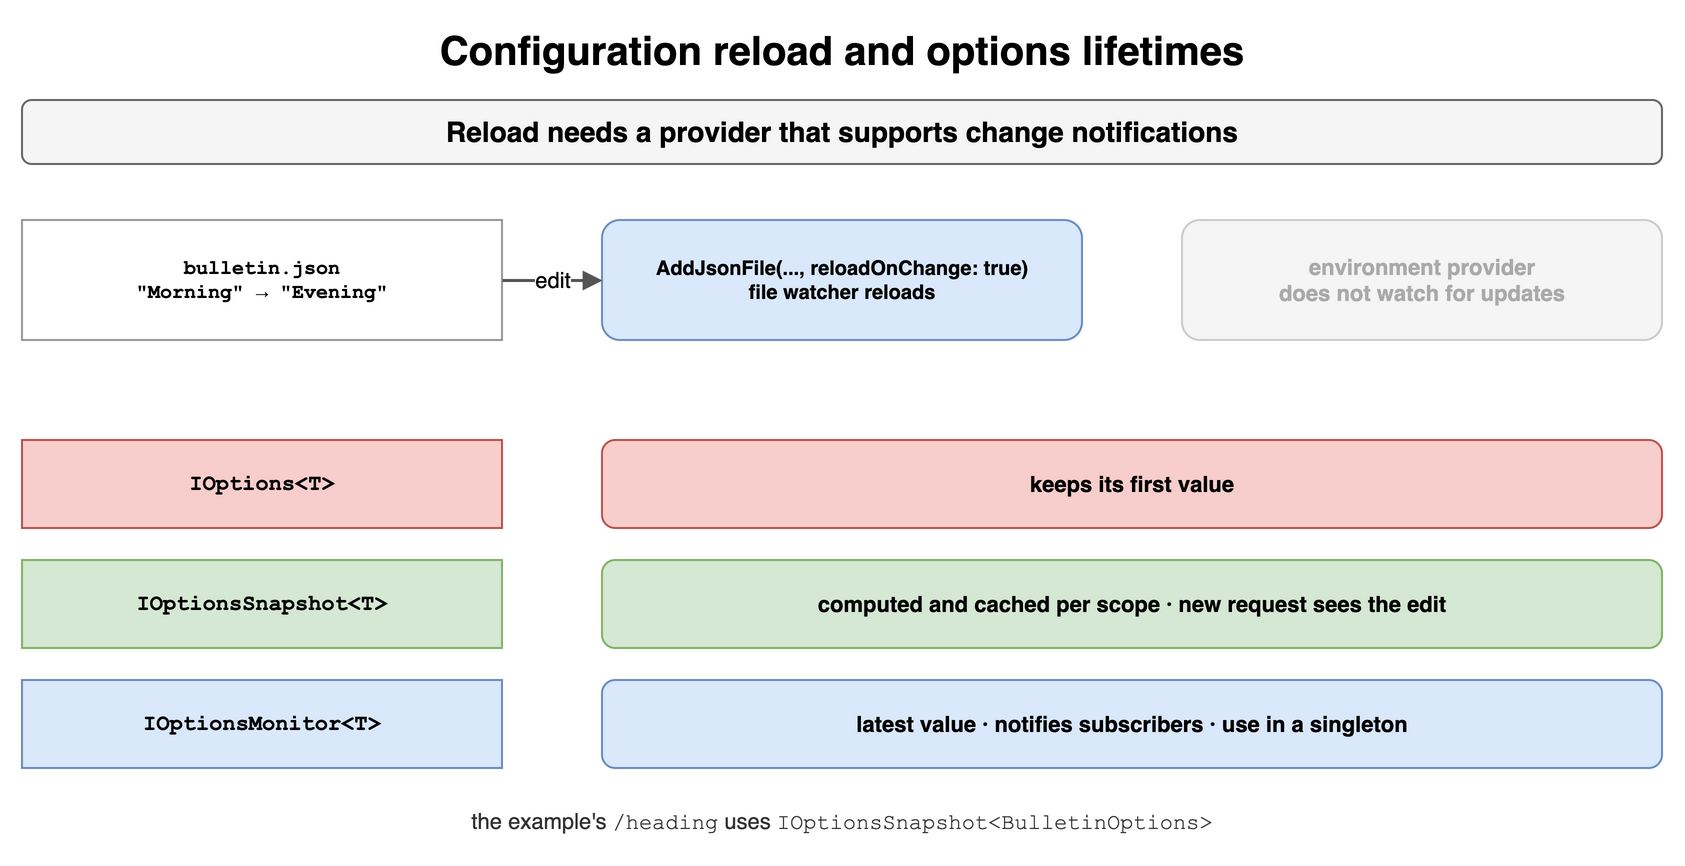 Configuration reload and options lifetimes
Reload needs a provider that supports change notifications
bulletin.json
"Morning" → "Evening"
edit
AddJsonFile(..., reloadOnChange: true)
file watcher reloads
environment provider
does not watch for updates
IOptions<T>
keeps its first value
IOptionsSnapshot<T>
computed and cached per scope · new request sees the edit
IOptionsMonitor<T>
latest value · notifies subscribers · use in a singleton
the example's /heading uses IOptionsSnapshot<BulletinOptions>